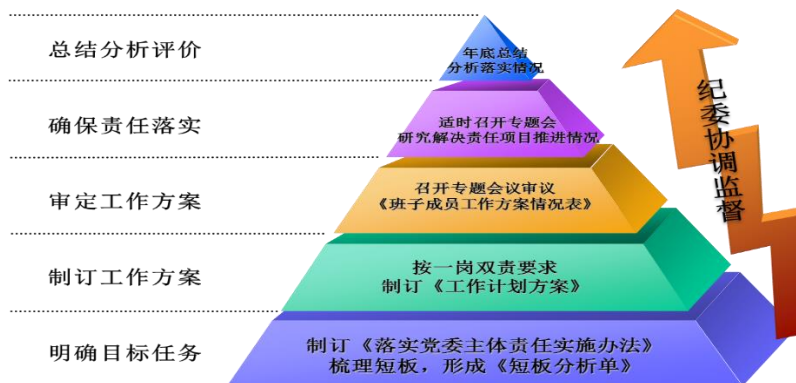 总结分析评价
年底总结
分析落实情况
确保责任落实
适时召开专题会
研究解决责任项目推进情况
审定工作方案
召开专题会议审议
《班子成员工作方案情况表》
制订工作方案
按一岗双责要求
制订《工作计划方案》
明确目标任务
制订《落实党委主体责任实施办法》
梳理短板，形成《短板分析单》
纪委协调监督